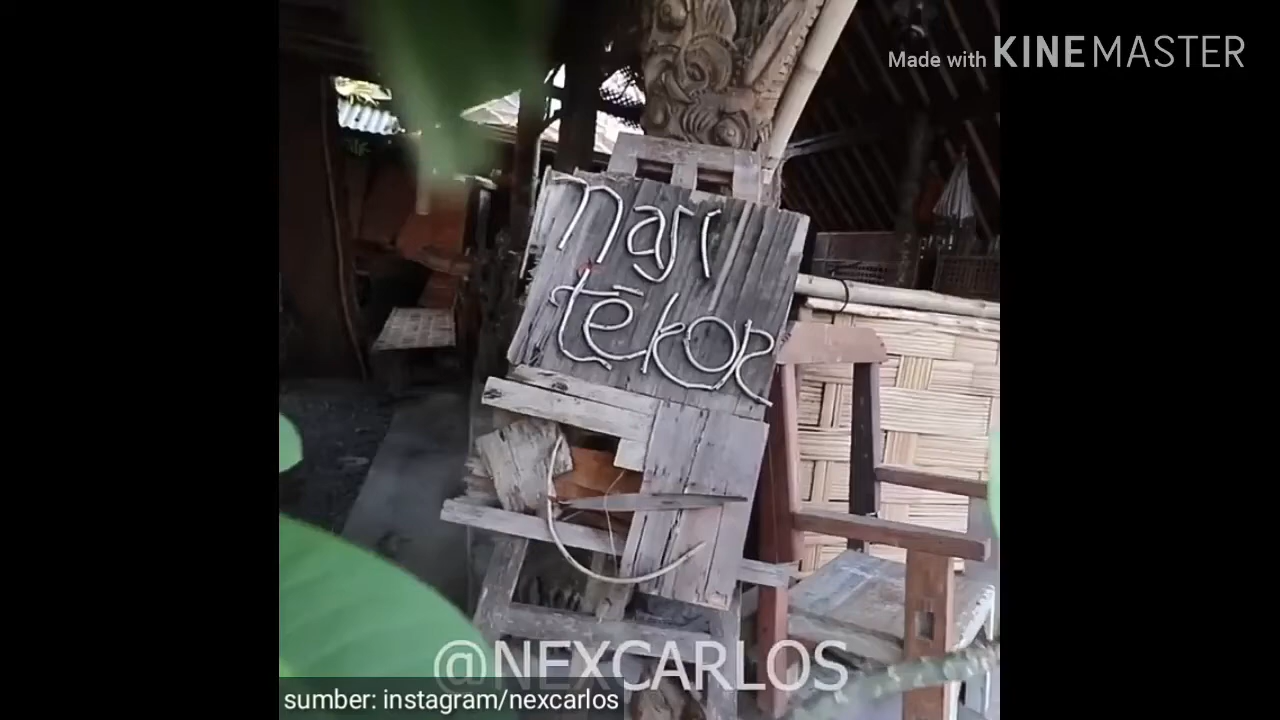 Made with KINEMASTER
nasi
tēkor
@NEXCARLOS
sumber: instagram/nexcarlos